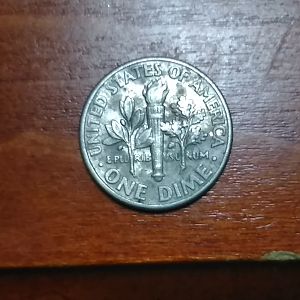 UNITED STATES OF AMERICA
E PLURIBUS UNUM
· ONE DIME ·